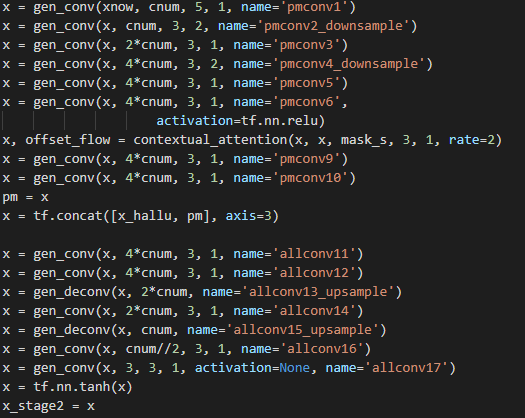 x = gen_conv(xnow, cnum, 5, 1, name='pmconv1')
x = gen_conv(x, cnum, 3, 2, name='pmconv2_downsample')
x = gen_conv(x, 2*cnum, 3, 1, name='pmconv3')
x = gen_conv(x, 4*cnum, 3, 2, name='pmconv4_downsample')
x = gen_conv(x, 4*cnum, 3, 1, name='pmconv5')
x = gen_conv(x, 4*cnum, 3, 1, name='pmconv6',
activation=tf.nn.relu)
x, offset_flow = contextual_attention(x, x, mask_s, 3, 1, rate=2)
x = gen_conv(x, 4*cnum, 3, 1, name='pmconv9')
x = gen_conv(x, 4*cnum, 3, 1, name='pmconv10')
pm = x
x = tf.concat([x_hallu, pm], axis=3)
x = gen_conv(x, 4*cnum, 3, 1, name='allconv11')
x = gen_conv(x, 4*cnum, 3, 1, name='allconv12')
x = gen_deconv(x, 2*cnum, name='allconv13_upsample')
x = gen_conv(x, 2*cnum, 3, 1, name='allconv14')
x = gen_deconv(x, cnum, name='allconv15_upsample')
x = gen_conv(x, cnum//2, 3, 1, name='allconv16')
x = gen_conv(x, 3, 3, 1, activation=None, name='allconv17')
x = tf.nn.tanh(x)
x_stage2 = x